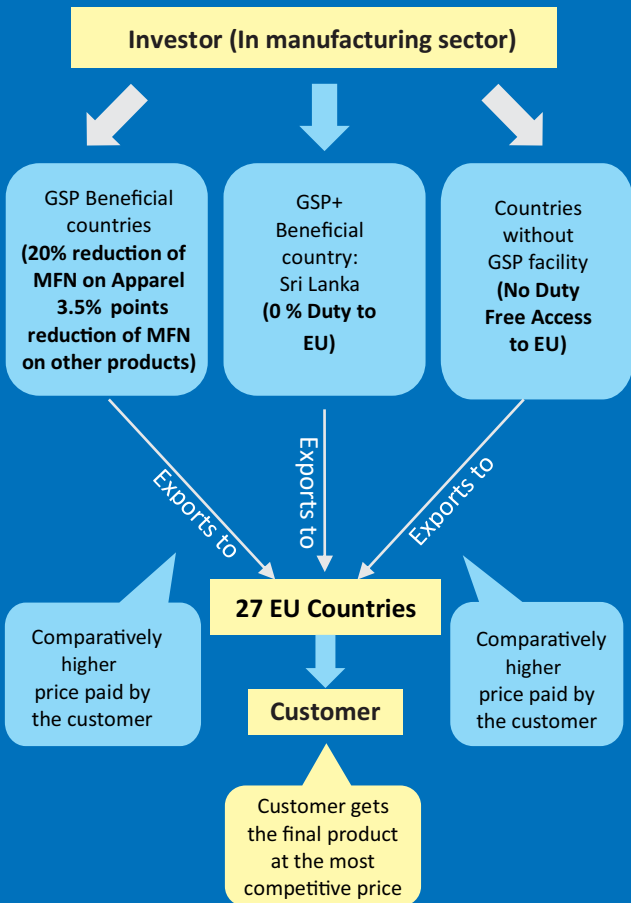 Investor (In manufacturing sector)
GSP Beneficial
countries
(20% reduction of
MFN on Apparel
3.5% points
reduction of MFN
on other products)
GSP+
Beneficial
country:
Sri Lanka
(0 % Duty to
EU)
Countries
without
GSP facility
(No Duty
Free Access
to EU)
Exports to
Exports to
Exports to
27 EU Countries
Comparatively
higher
price paid by
the customer
Comparatively
higher
price paid by
the customer
Customer
Customer gets
the final product
at the most
competitive price